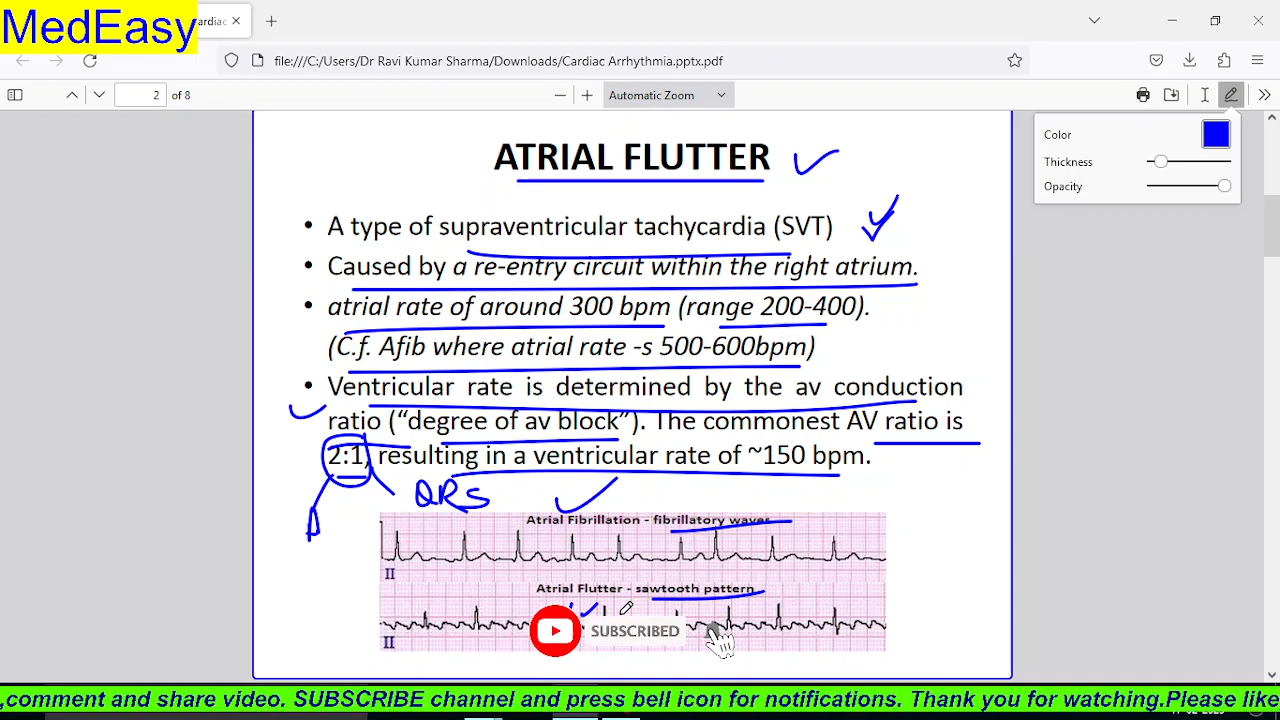 MedEasy
cardiac
file:///C:/Users/Dr Ravi Kumar Sharma/Downloads/Cardiac Arrhythmia.pptx.pdf
2 of 8
Automatic Zoom
Color
Thickness
Opacity
ATRIAL FLUTTER
• A type of supraventricular tachycardia (SVT)
• Caused by a re-entry circuit within the right atrium.
• atrial rate of around 300 bpm (range 200-400).
(C.f. Afib where atrial rate -s 500-600bpm)
• Ventricular rate is determined by the av conduction
ratio (“degree of av block”). The commonest AV ratio is
2:1, resulting in a ventricular rate of ~150 bpm.
QRS
Atrial Fibrillation - fibrillatory waves
II
Atrial Flutter - sawtooth pattern
SUBSCRIBED
II
,comment and share video. SUBSCRIBE channel and press bell icon for notifications. Thank you for watching.Please like